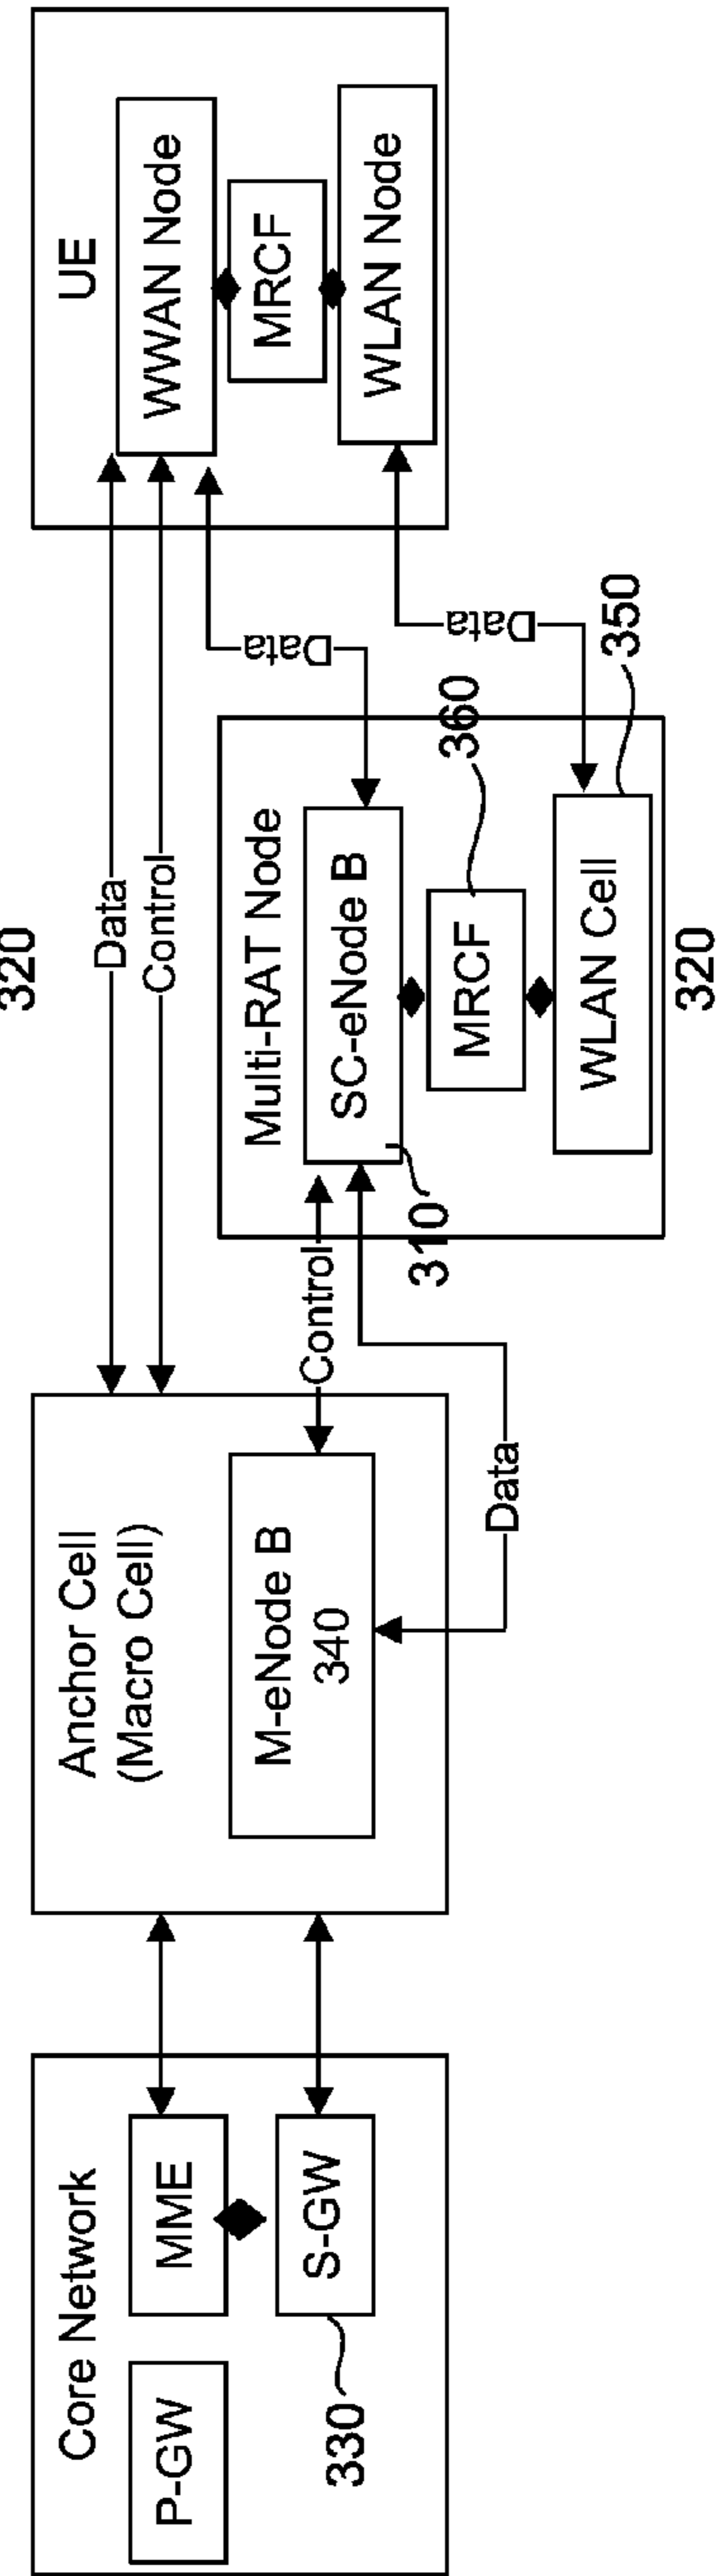 Core Network
P-GW
MME
S-GW
330
Anchor Cell
(Macro Cell)
M-eNode B
340
Data
Control
320
Control
Data
Multi-RAT Node
SC-eNode B
310
MRCF
360
WLAN Cell
350
320
Data
Data
UE
WWAN Node
MRCF
WLAN Node